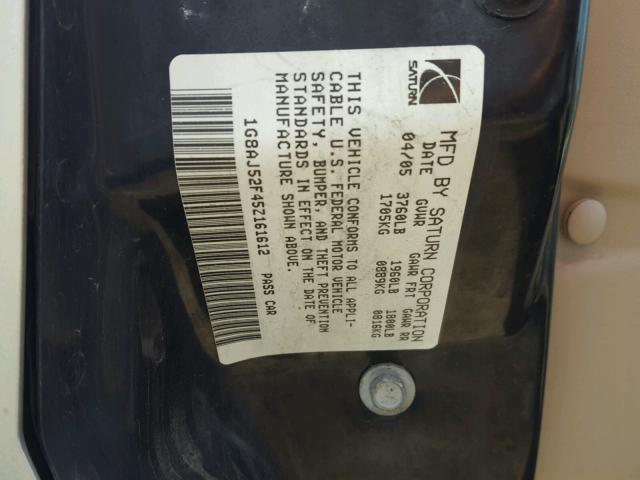 SATURN
MFD BY SATURN CORPORATION
DATE GVWR GAWR FRT GAWR RR
04/05 3760LB 1960LB 1800LB
1705KG 0889KG 0816KG
THIS VEHICLE CONFORMS TO ALL APPLI-
CABLE U.S. FEDERAL MOTOR VEHICLE
SAFETY, BUMPER, AND THEFT PREVENTION
STANDARDS IN EFFECT ON THE DATE OF
MANUFACTURE SHOWN ABOVE.
1G8AJ52F45Z161612 PASS CAR